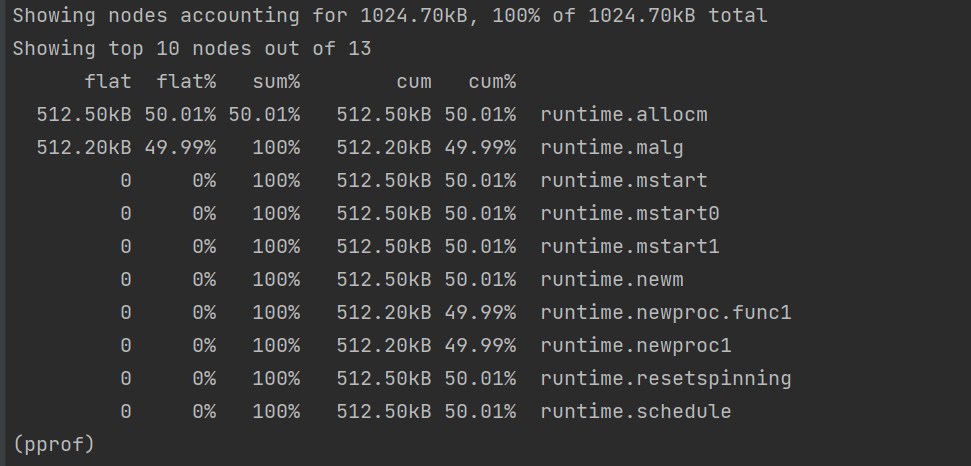 Showing nodes accounting for 1024.70kB, 100% of 1024.70kB total
Showing top 10 nodes out of 13
      flat  flat%   sum%        cum   cum%
  512.50kB 50.01% 50.01%   512.50kB 50.01%  runtime.allocm
  512.20kB 49.99%   100%   512.20kB 49.99%  runtime.malg
         0     0%   100%   512.50kB 50.01%  runtime.mstart
         0     0%   100%   512.50kB 50.01%  runtime.mstart0
         0     0%   100%   512.50kB 50.01%  runtime.mstart1
         0     0%   100%   512.50kB 50.01%  runtime.newm
         0     0%   100%   512.20kB 49.99%  runtime.newproc.func1
         0     0%   100%   512.20kB 49.99%  runtime.newproc1
         0     0%   100%   512.50kB 50.01%  runtime.resetspinning
         0     0%   100%   512.50kB 50.01%  runtime.schedule
(pprof)